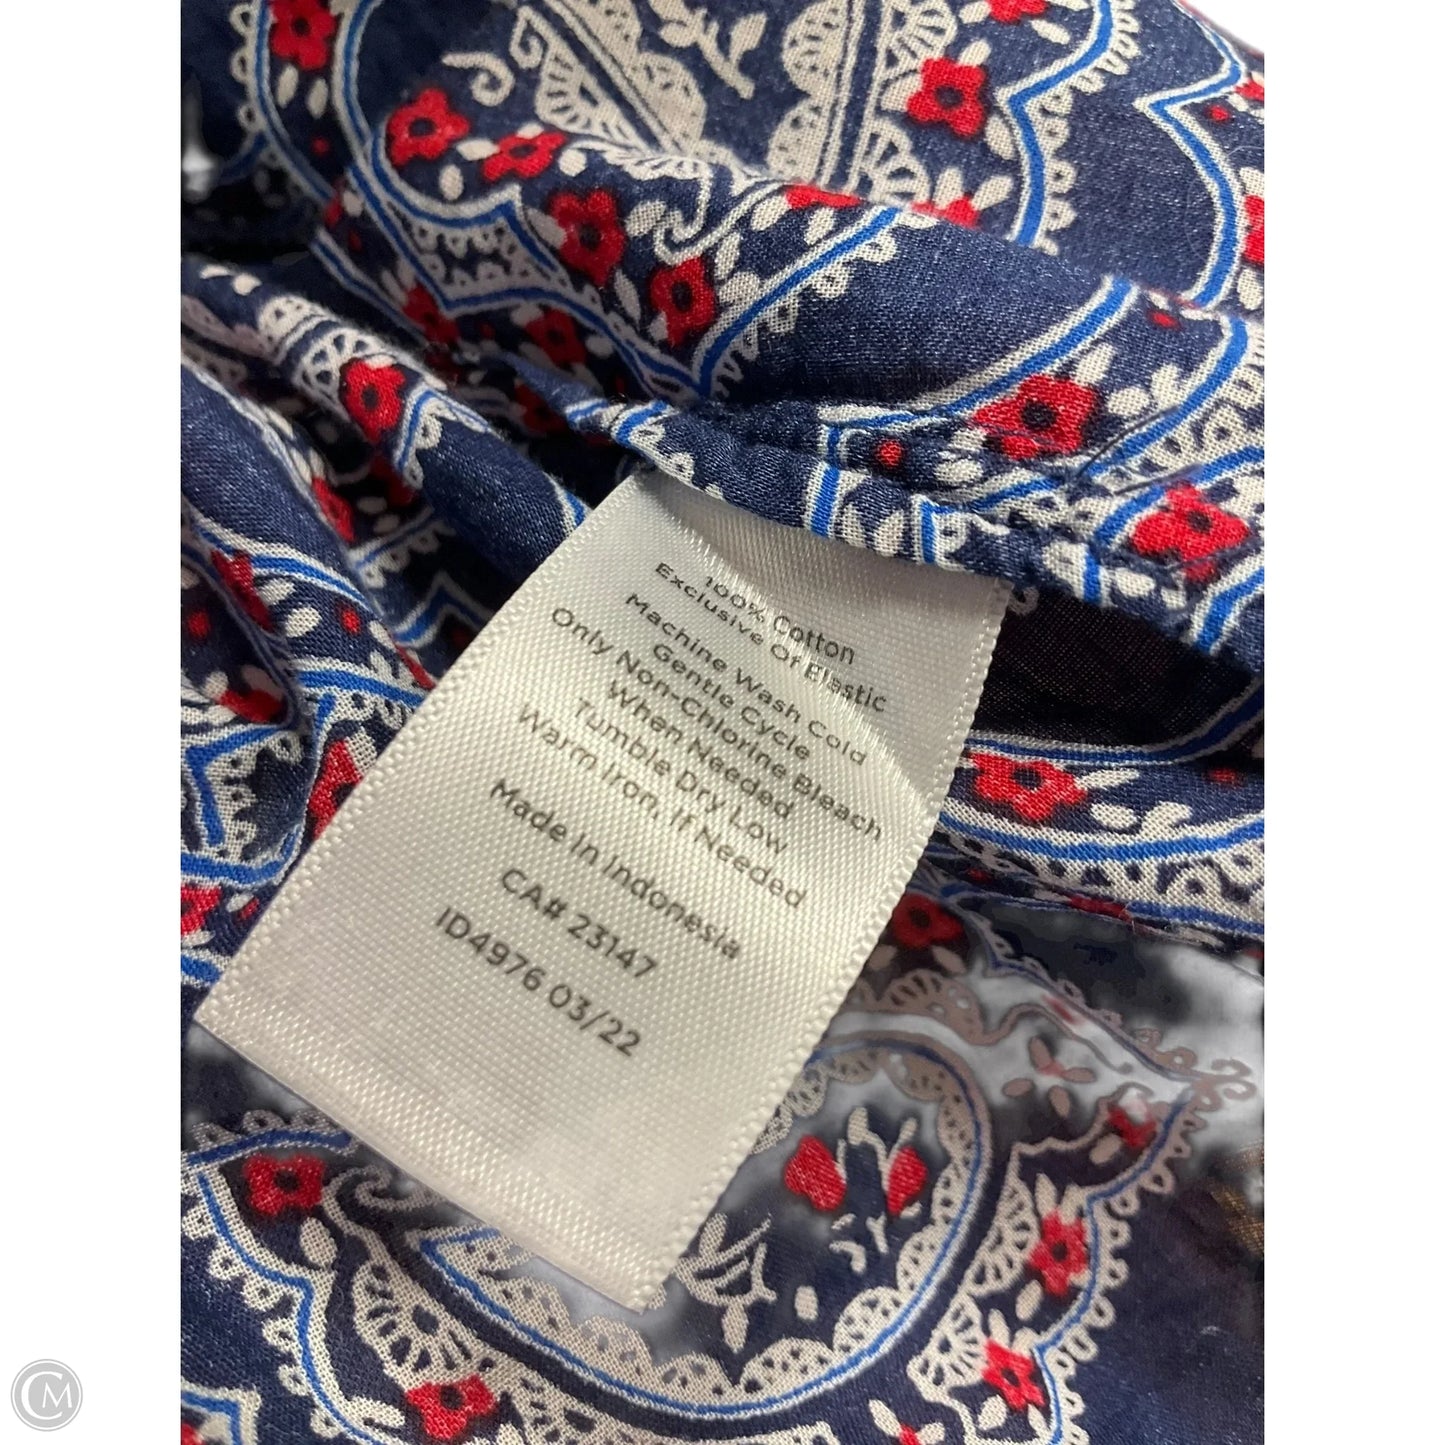 100% Cotton
Exclusive Of Elastic
Machine Wash Cold
Gentle Cycle
Only Non-Chlorine Bleach
When Needed
Tumble Dry Low
Warm Iron, If Needed
Made In Indonesia
CA# 23147
ID4976 03/22
CM